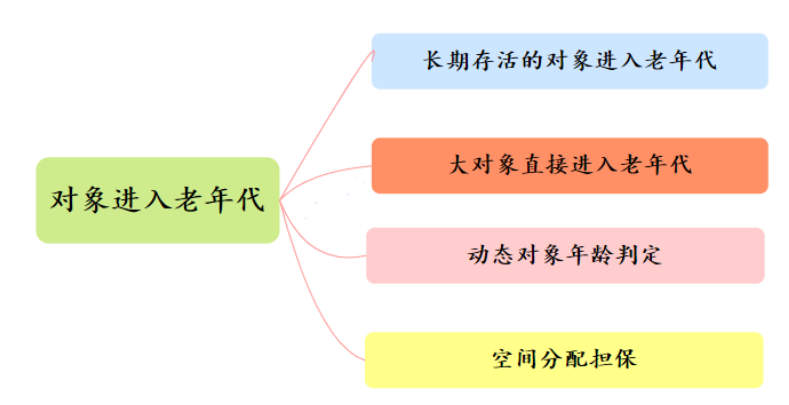 长期存活的对象进入老年代
大对象直接进入老年代
对象进入老年代
动态对象年龄判定
空间分配担保